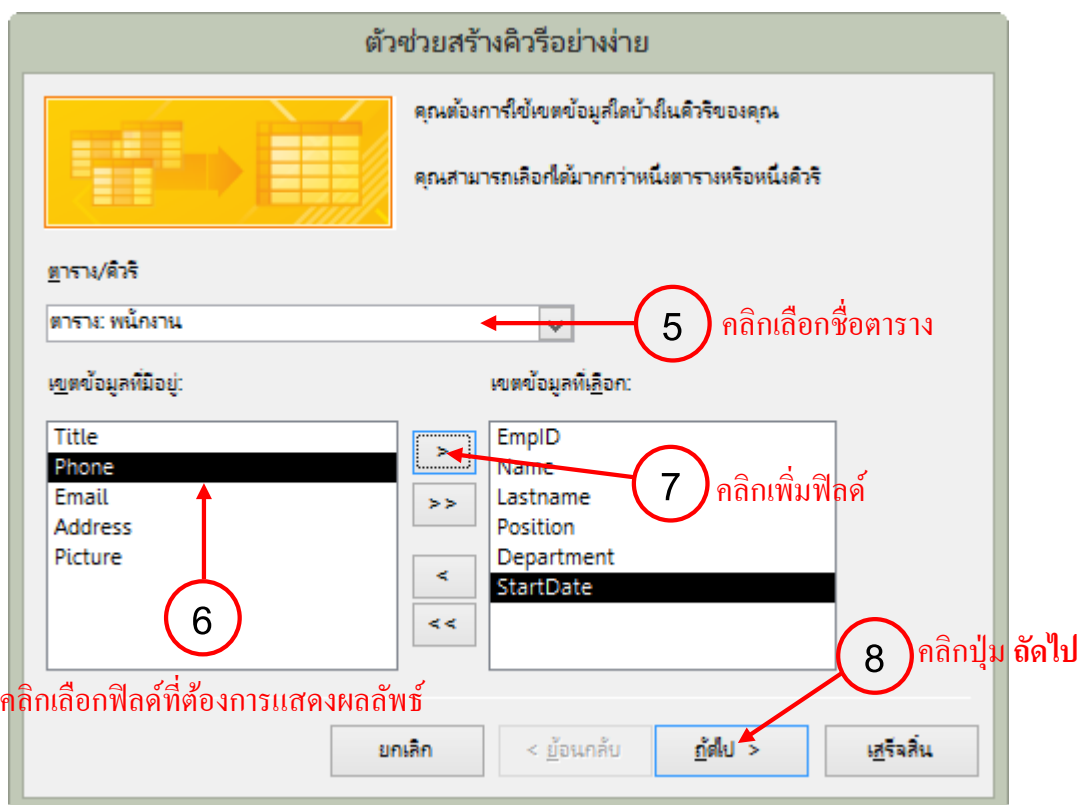 ตัวช่วยสร้างคิวรีอย่างง่าย
คุณต้องการใช้เขตข้อมูลใดบ้างในคิวรีของคุณ
คุณสามารถเลือกได้มากกว่าหนึ่งตารางหรือหนึ่งคิวรี
ตาราง/คิวรี
ตาราง: พนักงาน
5 คลิกเลือกชื่อตาราง
เขตข้อมูลที่มีอยู่:
เขตข้อมูลที่เลือก:
Title
Phone
Email
Address
Picture
>
>>
<
<<
EmpID
Name
Lastname
Position
Department
StartDate
7 คลิกเพิ่มฟิลด์
6
คลิกเลือกฟิลด์ที่ต้องการแสดงผลลัพธ์
8 คลิกปุ่ม ถัดไป
ยกเลิก
< ย้อนกลับ
ถัดไป >
เสร็จสิ้น